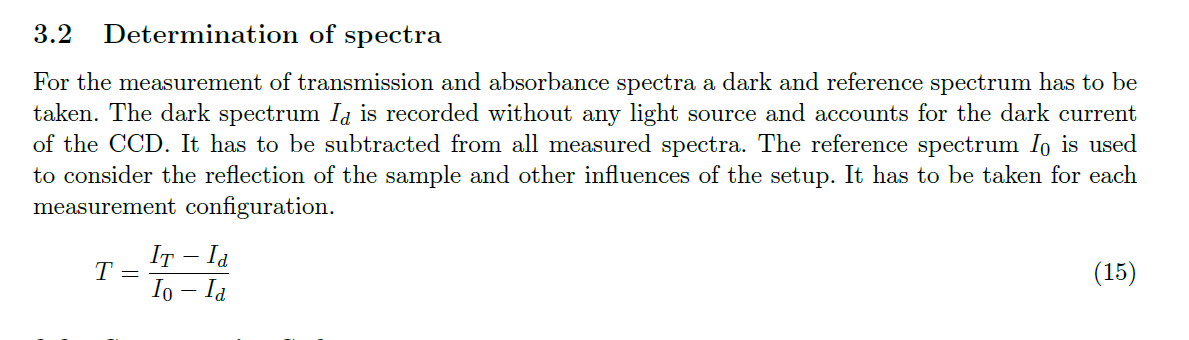 3.2 Determination of spectra
For the measurement of transmission and absorbance spectra a dark and reference spectrum has to be
taken. The dark spectrum I_d is recorded without any light source and accounts for the dark current
of the CCD. It has to be subtracted from all measured spectra. The reference spectrum I_0 is used
to consider the reflection of the sample and other influences of the setup. It has to be taken for each
measurement configuration.
T = \frac{I_T - I_d}{I_0 - I_d} (15)